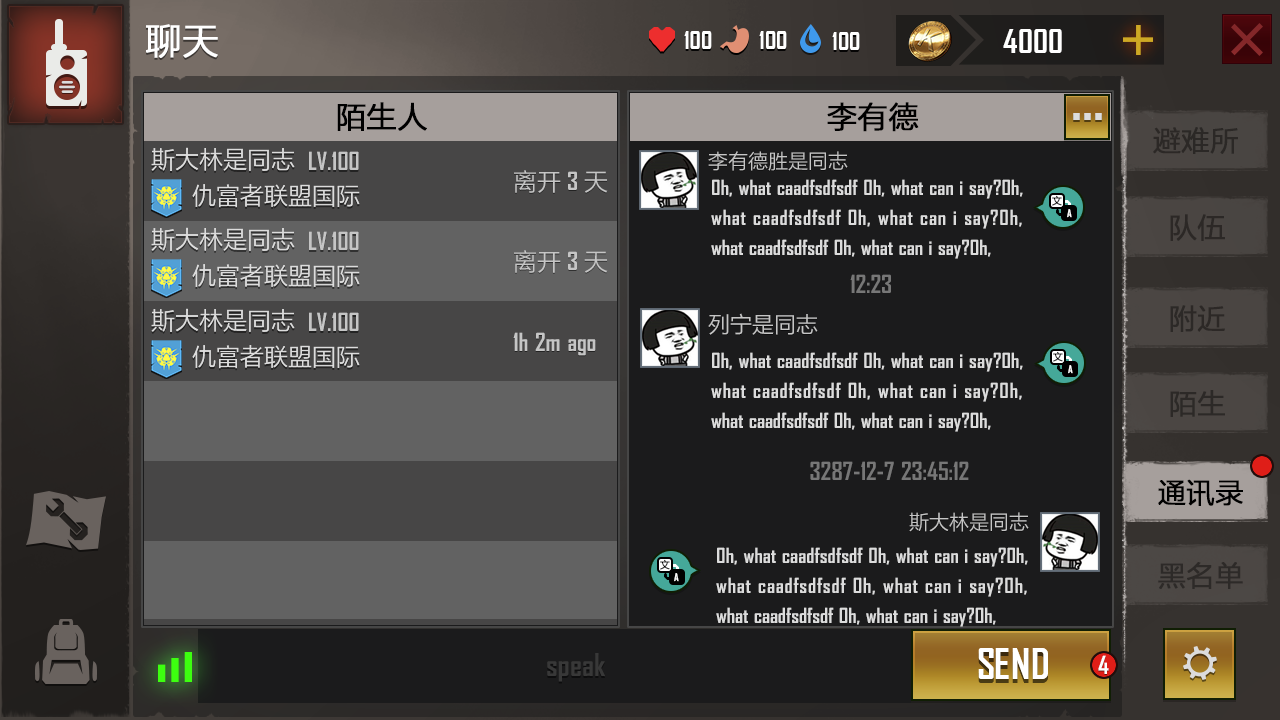 聊天
100
100
100
4000
陌生人
斯大林是同志 LV.100
仇富者联盟国际
离开 3 天
斯大林是同志 LV.100
仇富者联盟国际
离开 3 天
斯大林是同志 LV.100
仇富者联盟国际
1h 2m ago
李有德
李有德胜是同志
Oh, what caadfsdfsdf Oh, what can i say?Oh,
what caadfsdfsdf Oh, what can i say?Oh,
what caadfsdfsdf Oh, what can i say?Oh,
文
A
12:23
列宁是同志
Oh, what caadfsdfsdf Oh, what can i say?Oh,
what caadfsdfsdf Oh, what can i say?Oh,
what caadfsdfsdf Oh, what can i say?Oh,
文
A
3287-12-7 23:45:12
斯大林是同志
Oh, what caadfsdfsdf Oh, what can i say?Oh,
what caadfsdfsdf Oh, what can i say?Oh,
what caadfsdfsdf Oh, what can i say?Oh,
文
A
避难所
队伍
附近
陌生
通讯录
黑名单
speak
SEND
4